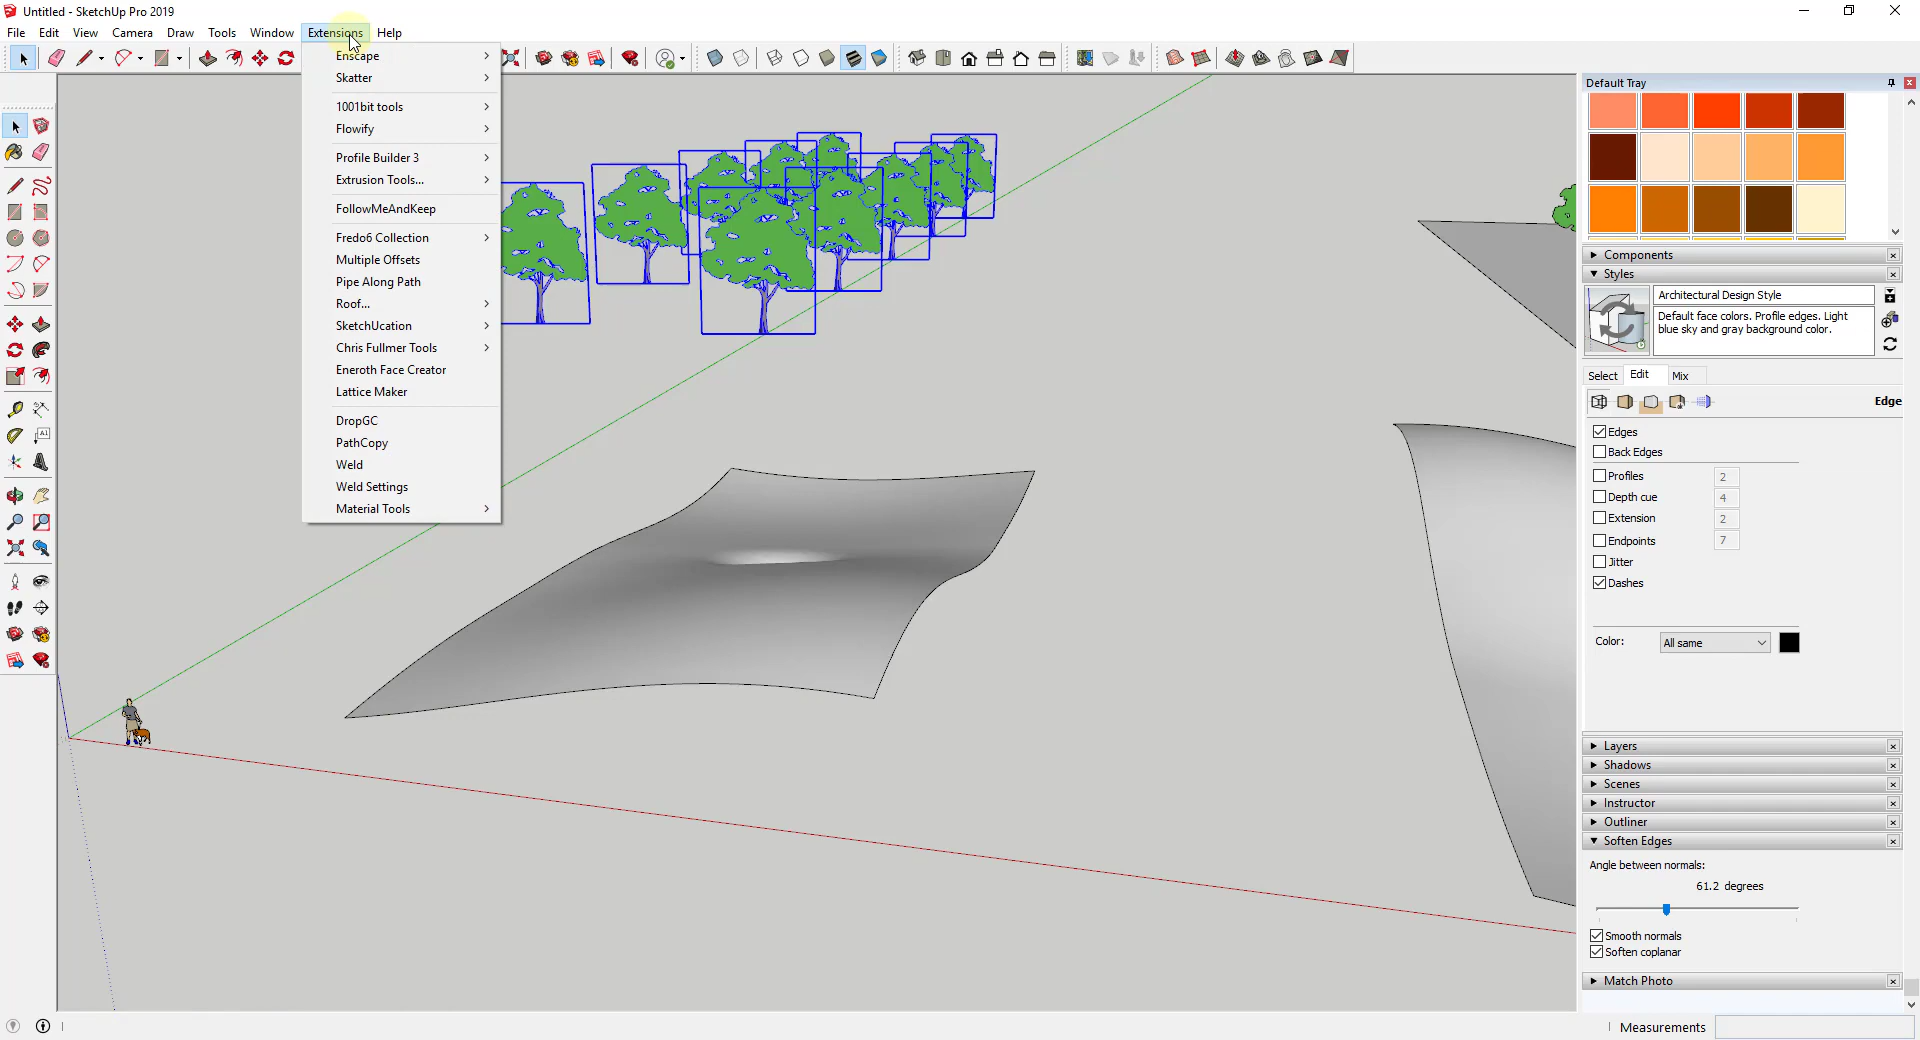 Untitled - SketchUp Pro 2019
File Edit View Camera Draw Tools Window Extensions Help
Enscape
Skatter
1001bit tools
Flowify
Profile Builder 3
Extrusion Tools...
FollowMeAndKeep
Fredo6 Collection
Multiple Offsets
Pipe Along Path
Roof...
SketchUcation
Chris Fullmer Tools
Eneroth Face Creator
Lattice Maker
DropGC
PathCopy
Weld
Weld Settings
Material Tools
Default Tray
Components
Styles
Architectural Design Style
Default face colors. Profile edges. Light
blue sky and gray background color.
Select Edit Mix
Edge
Edges
Back Edges
Profiles 2
Depth cue 4
Extension 2
Endpoints 7
Jitter
Dashes
Color: All same
Layers
Shadows
Scenes
Instructor
Outliner
Soften Edges
Angle between normals:
61.2 degrees
Smooth normals
Soften coplanar
Match Photo
Measurements